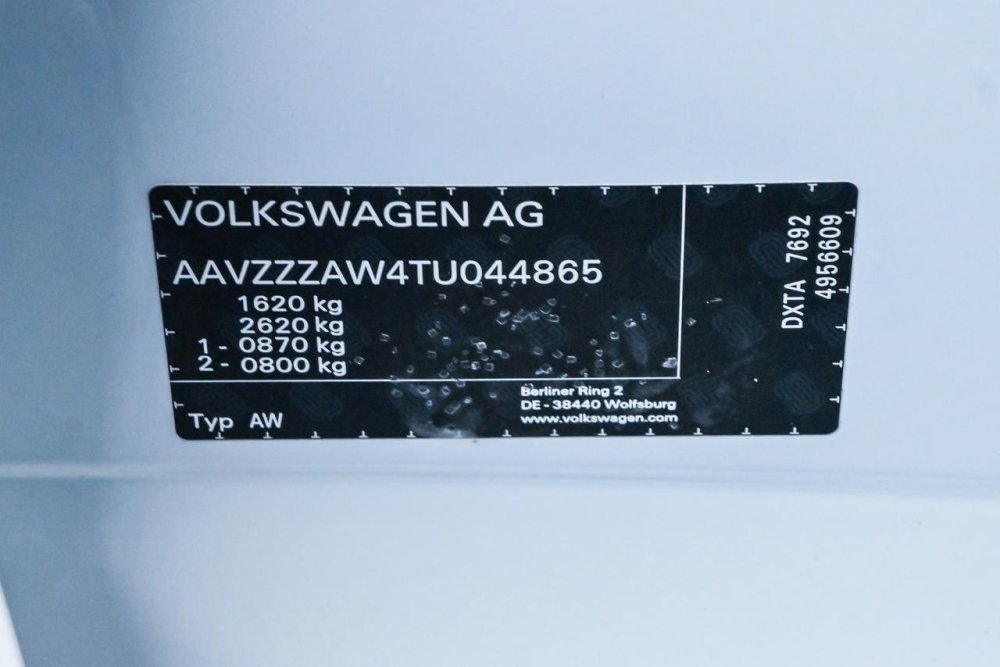 VOLKSWAGEN AG
AAVZZZAW4TU044865
1620 kg
2620 kg
1 - 0870 kg
2 - 0800 kg
Typ AW
Berliner Ring 2
DE - 38440 Wolfsburg
www.volkswagen.com
DXTA 7692
4956609